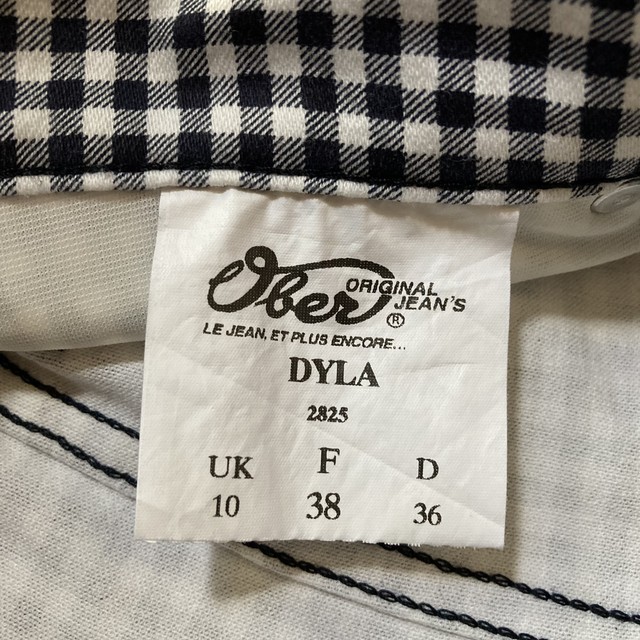 Ober ORIGINAL
JEAN'S
®
LE JEAN, ET PLUS ENCORE...
DYLA
2825
UK F D
10 38 36